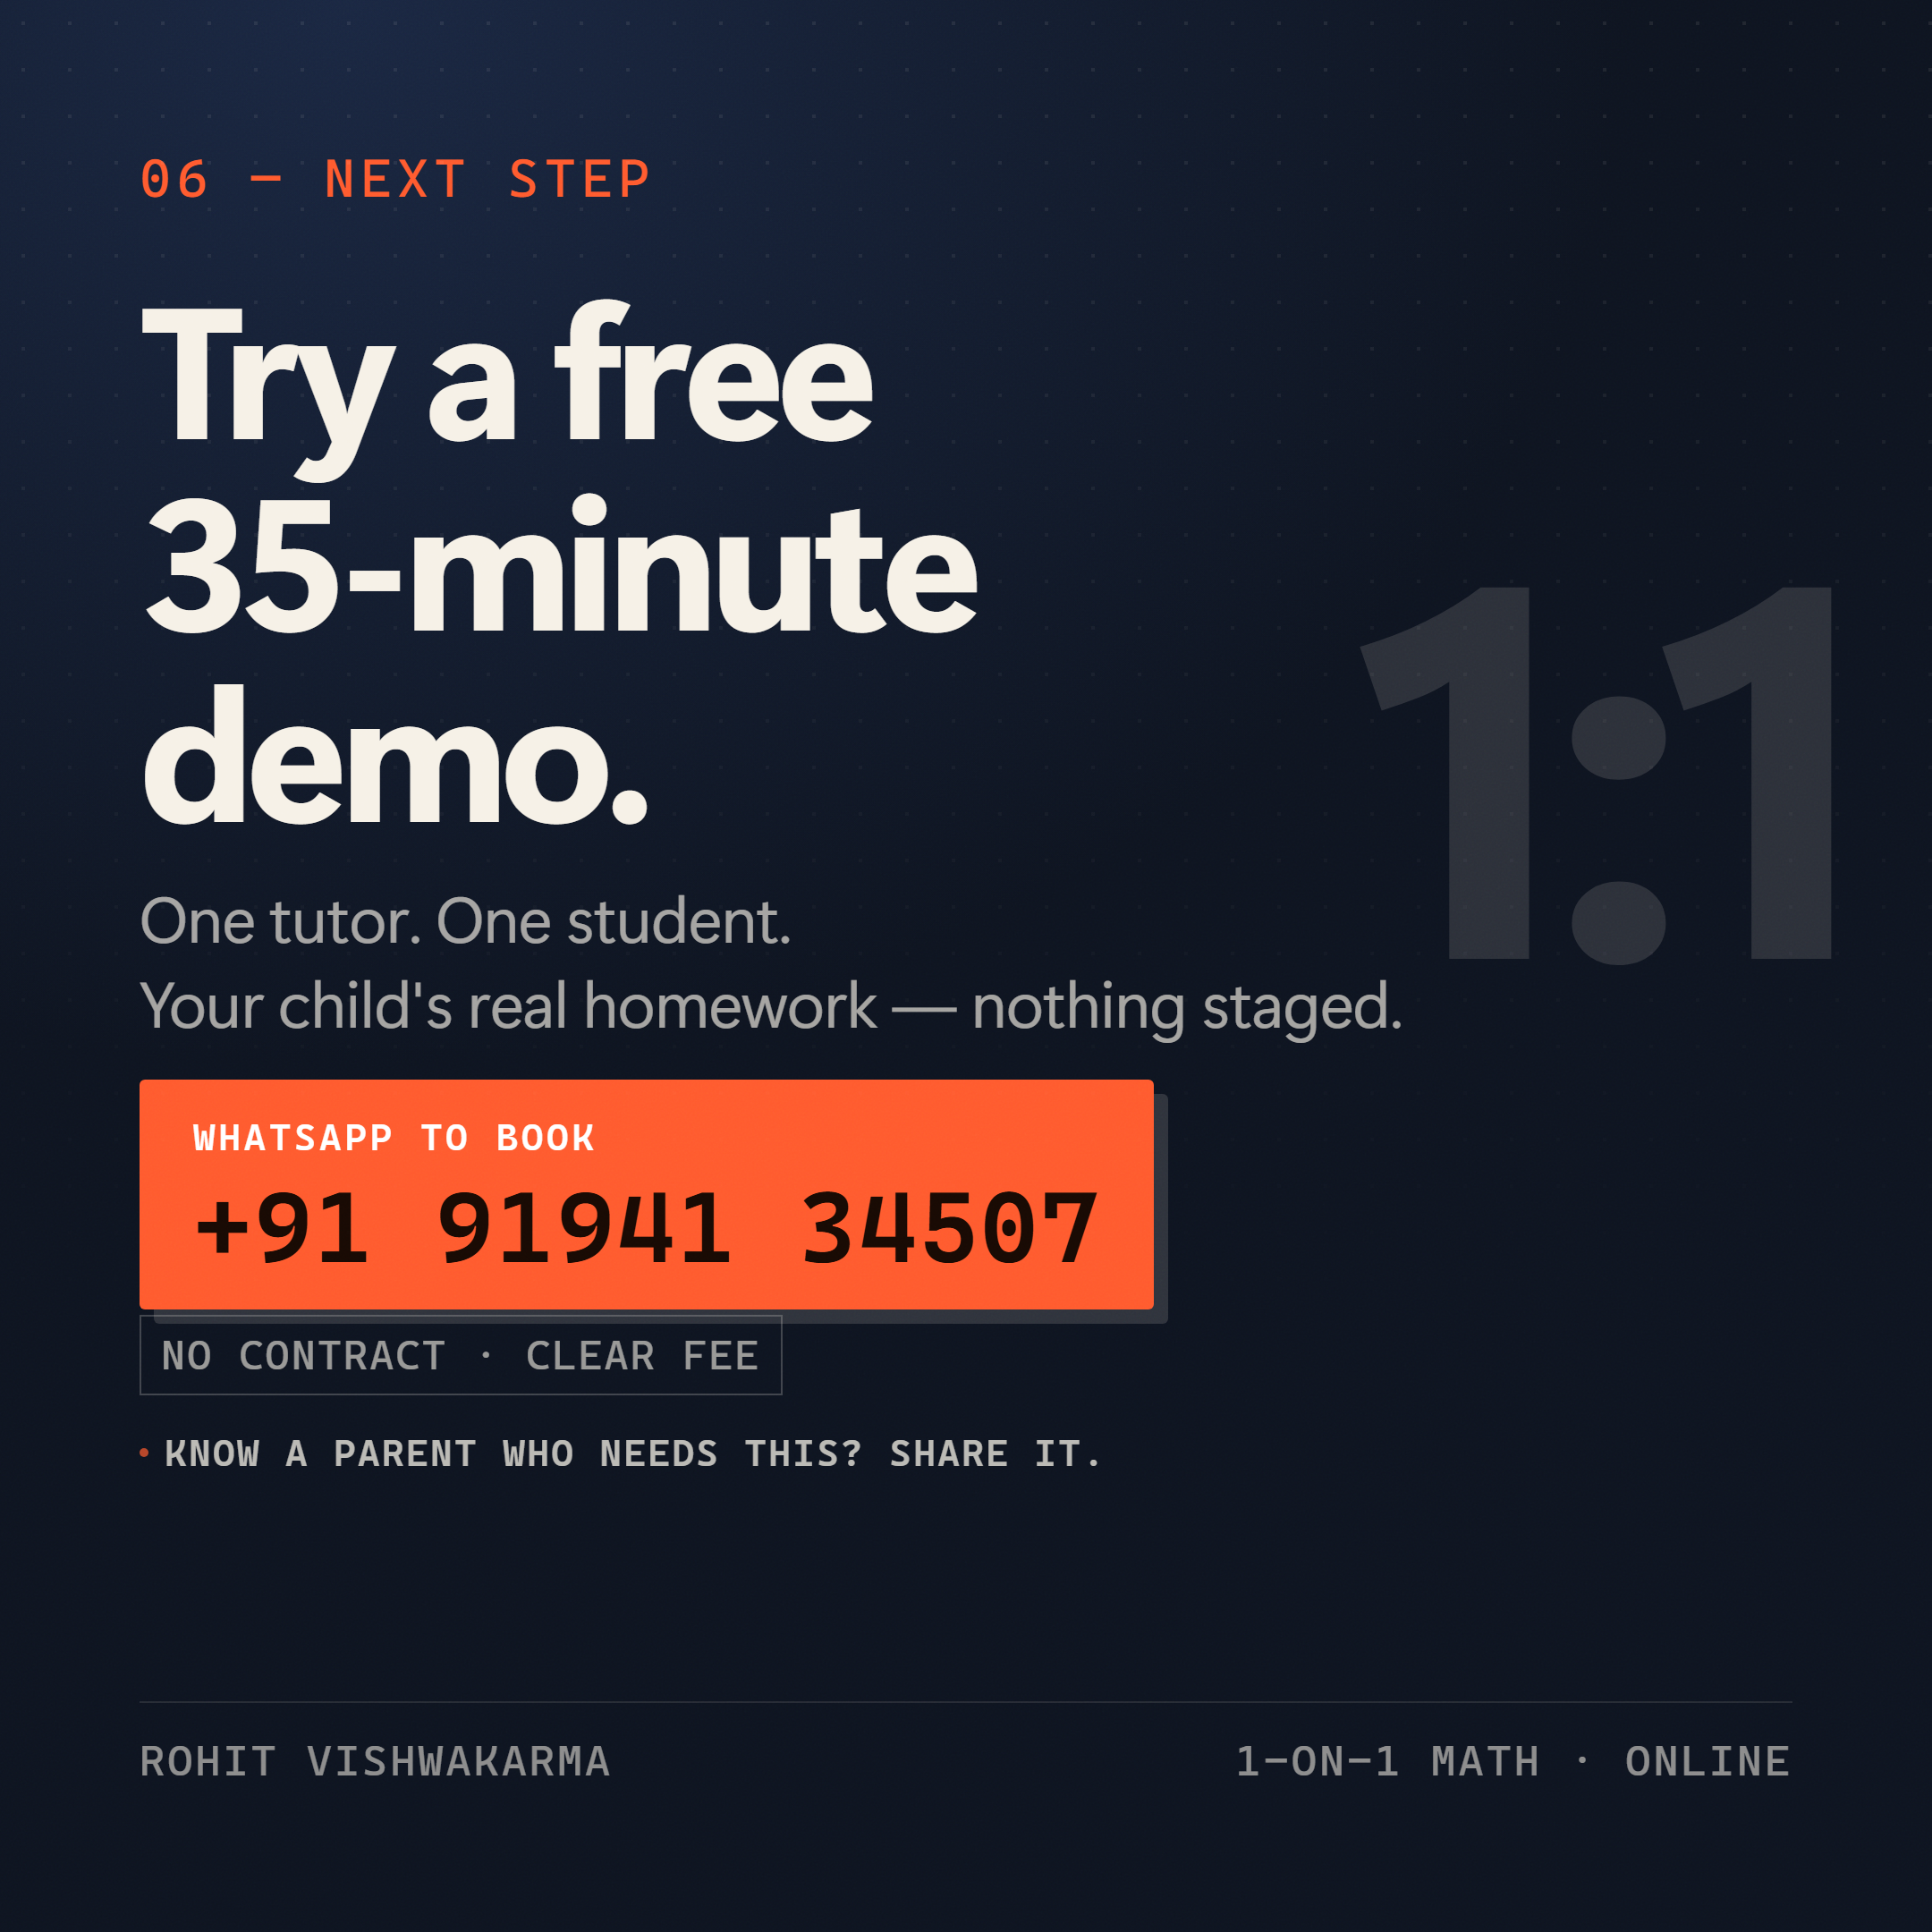 06 — NEXT STEP
Try a free
35-minute
demo.
1:1
One tutor. One student.
Your child's real homework — nothing staged.
WHATSAPP TO BOOK
+91 91941 34507
NO CONTRACT · CLEAR FEE
• KNOW A PARENT WHO NEEDS THIS? SHARE IT.
ROHIT VISHWAKARMA
1–ON–1 MATH · ONLINE